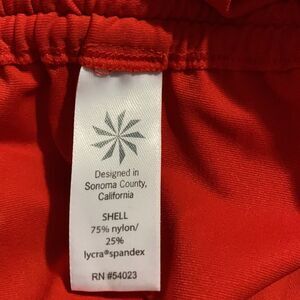 Designed in
Sonoma County,
California
SHELL
75% nylon/
25%
lycra®spandex
RN #54023